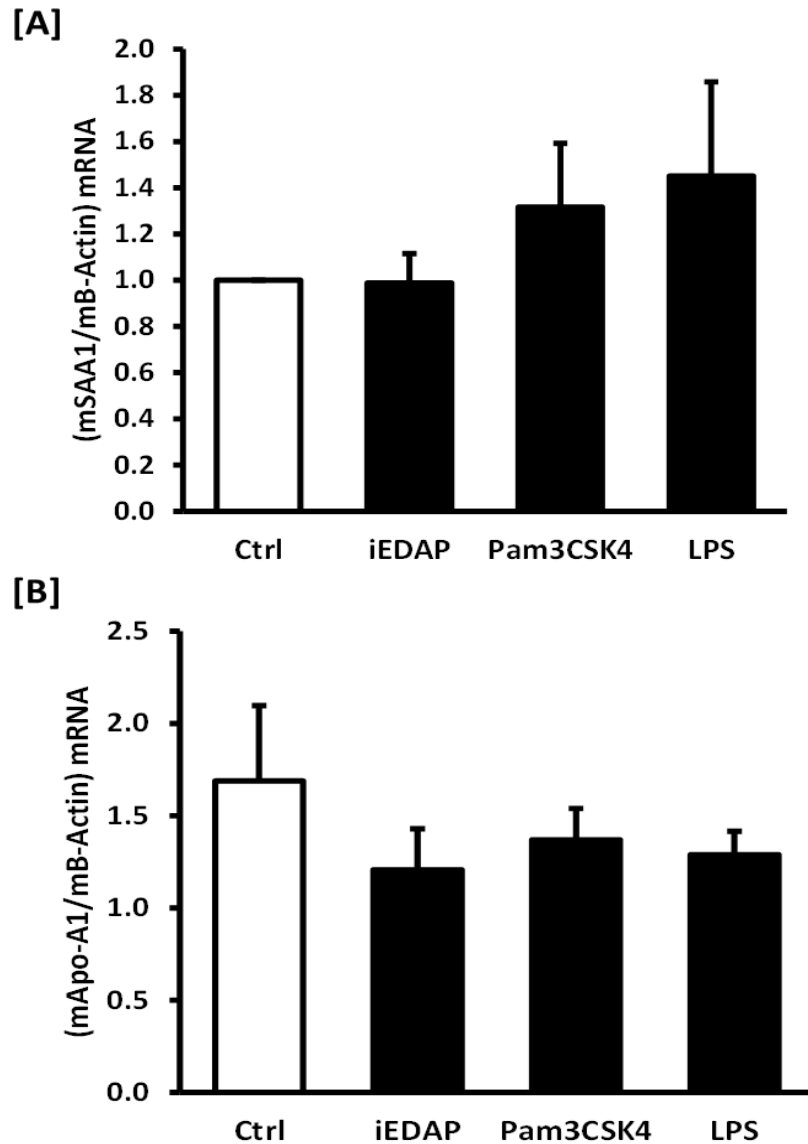 [A]
(mSAA1/mB-Actin) mRNA
2.0
1.8
1.6
1.4
1.2
1.0
0.8
0.6
0.4
0.2
0.0
Ctrl iEDAP Pam3CSK4 LPS
[B]
(mApo-A1/mB-Actin) mRNA
2.5
2.0
1.5
1.0
0.5
0.0
Ctrl iEDAP Pam3CSK4 LPS